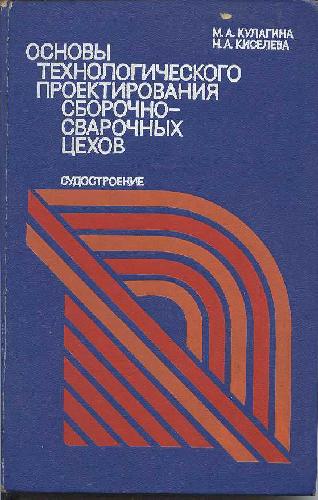 М. А. КУЛАГИНА
Н. А. КИСЕЛЕВА
ОСНОВЫ
ТЕХНОЛОГИЧЕСКОГО
ПРОЕКТИРОВАНИЯ
СБОРОЧНО-
СВАРОЧНЫХ
ЦЕХОВ
СУДОСТРОЕНИЕ